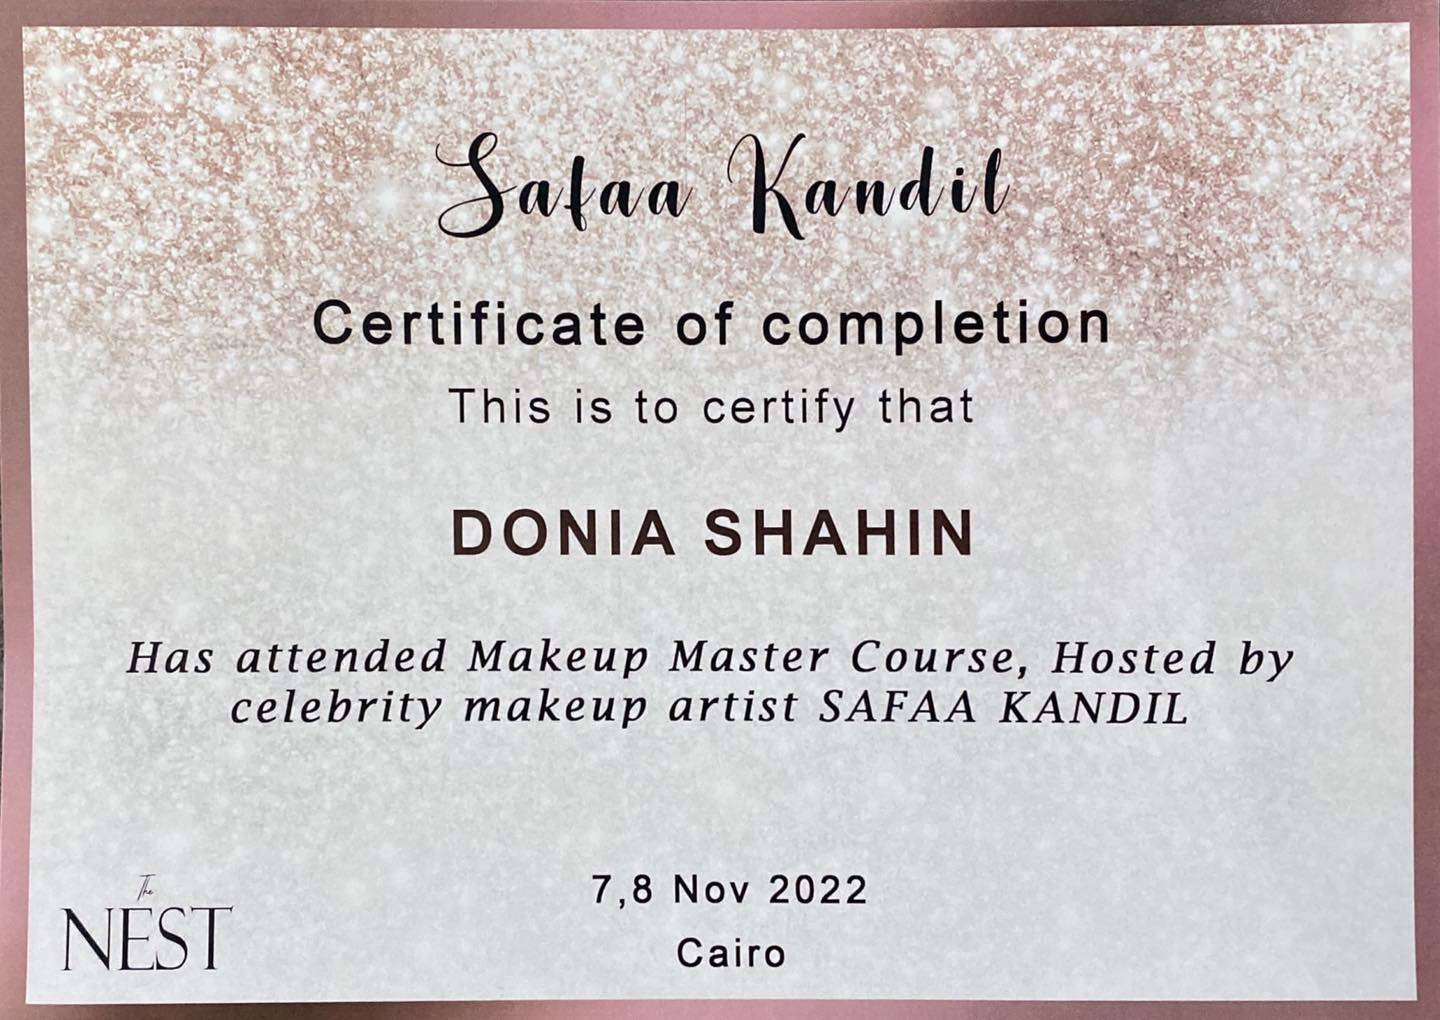 Safaa Kandil
Certificate of completion
This is to certify that
DONIA SHAHIN
Has attended Makeup Master Course, Hosted by
celebrity makeup artist SAFAA KANDIL
7,8 Nov 2022
Cairo
The
NEST